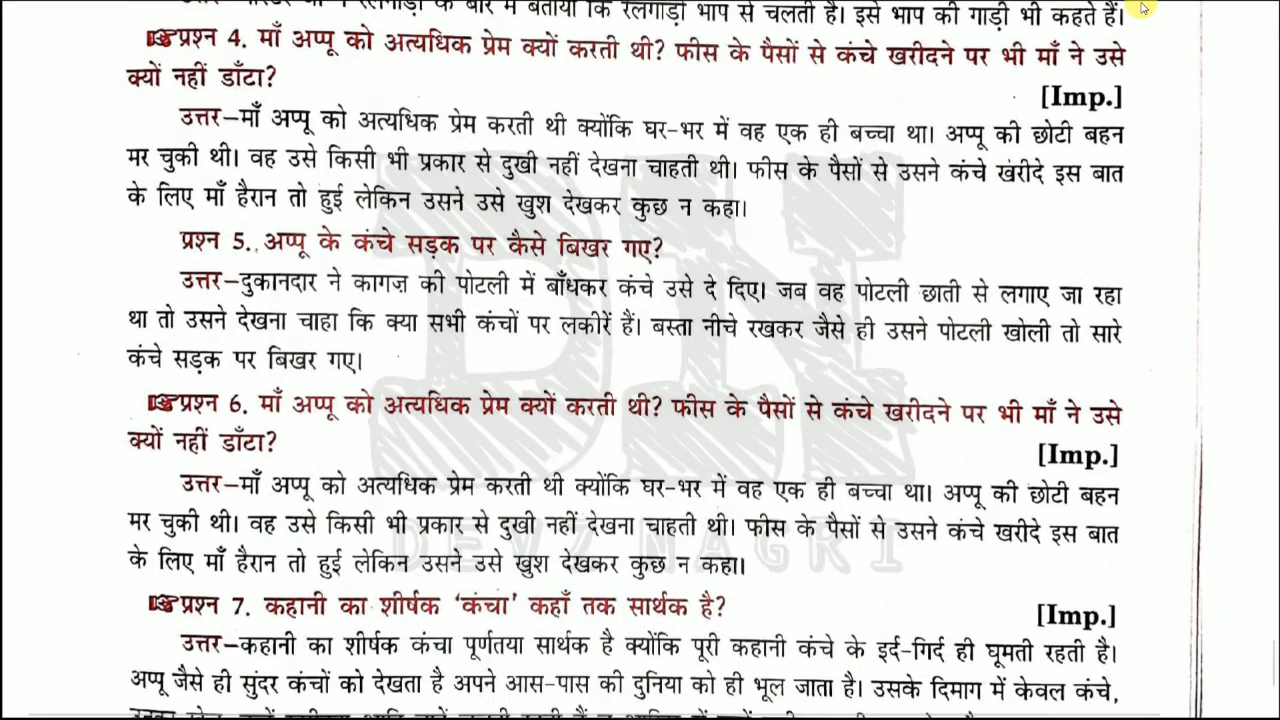 के बारे में बताया कि रेलगाड़ी भाप से चलती है। इसे भाप की गाड़ी भी कहते हैं।
☞प्रश्न 4. माँ अप्पू को अत्यधिक प्रेम क्यों करती थी? फीस के पैसों से कंचे खरीदने पर भी माँ ने उसे
क्यों नहीं डाँटा?
[Imp.]
उत्तर–माँ अप्पू को अत्यधिक प्रेम करती थी क्योंकि घर-भर में वह एक ही बच्चा था। अप्पू की छोटी बहन
मर चुकी थी। वह उसे किसी भी प्रकार से दुखी नहीं देखना चाहती थी। फीस के पैसों से उसने कंचे खरीदे इस बात
के लिए माँ हैरान तो हुई लेकिन उसने उसे खुश देखकर कुछ न कहा।
प्रश्न 5. अप्पू के कंचे सड़क पर कैसे बिखर गए?
उत्तर–दुकानदार ने कागज़ की पोटली में बाँधकर कंचे उसे दे दिए। जब वह पोटली छाती से लगाए जा रहा
था तो उसने देखना चाहा कि क्या सभी कंचों पर लकीरें हैं। बस्ता नीचे रखकर जैसे ही उसने पोटली खोली तो सारे
कंचे सड़क पर बिखर गए।
☞प्रश्न 6. माँ अप्पू को अत्यधिक प्रेम क्यों करती थी? फीस के पैसों से कंचे खरीदने पर भी माँ ने उसे
क्यों नहीं डाँटा?
[Imp.]
उत्तर–माँ अप्पू को अत्यधिक प्रेम करती थी क्योंकि घर-भर में वह एक ही बच्चा था। अप्पू की छोटी बहन
मर चुकी थी। वह उसे किसी भी प्रकार से दुखी नहीं देखना चाहती थी। फीस के पैसों से उसने कंचे खरीदे इस बात
के लिए माँ हैरान तो हुई लेकिन उसने उसे खुश देखकर कुछ न कहा।
DEVZNAGRI
☞प्रश्न 7. कहानी का शीर्षक ‘कंचा’ कहाँ तक सार्थक है?
[Imp.]
उत्तर–कहानी का शीर्षक कंचा पूर्णतया सार्थक है क्योंकि पूरी कहानी कंचे के इर्द-गिर्द ही घूमती रहती है।
अप्पू जैसे ही सुंदर कंचों को देखता है अपने आस-पास की दुनिया को ही भूल जाता है। उसके दिमाग में केवल कंचे,